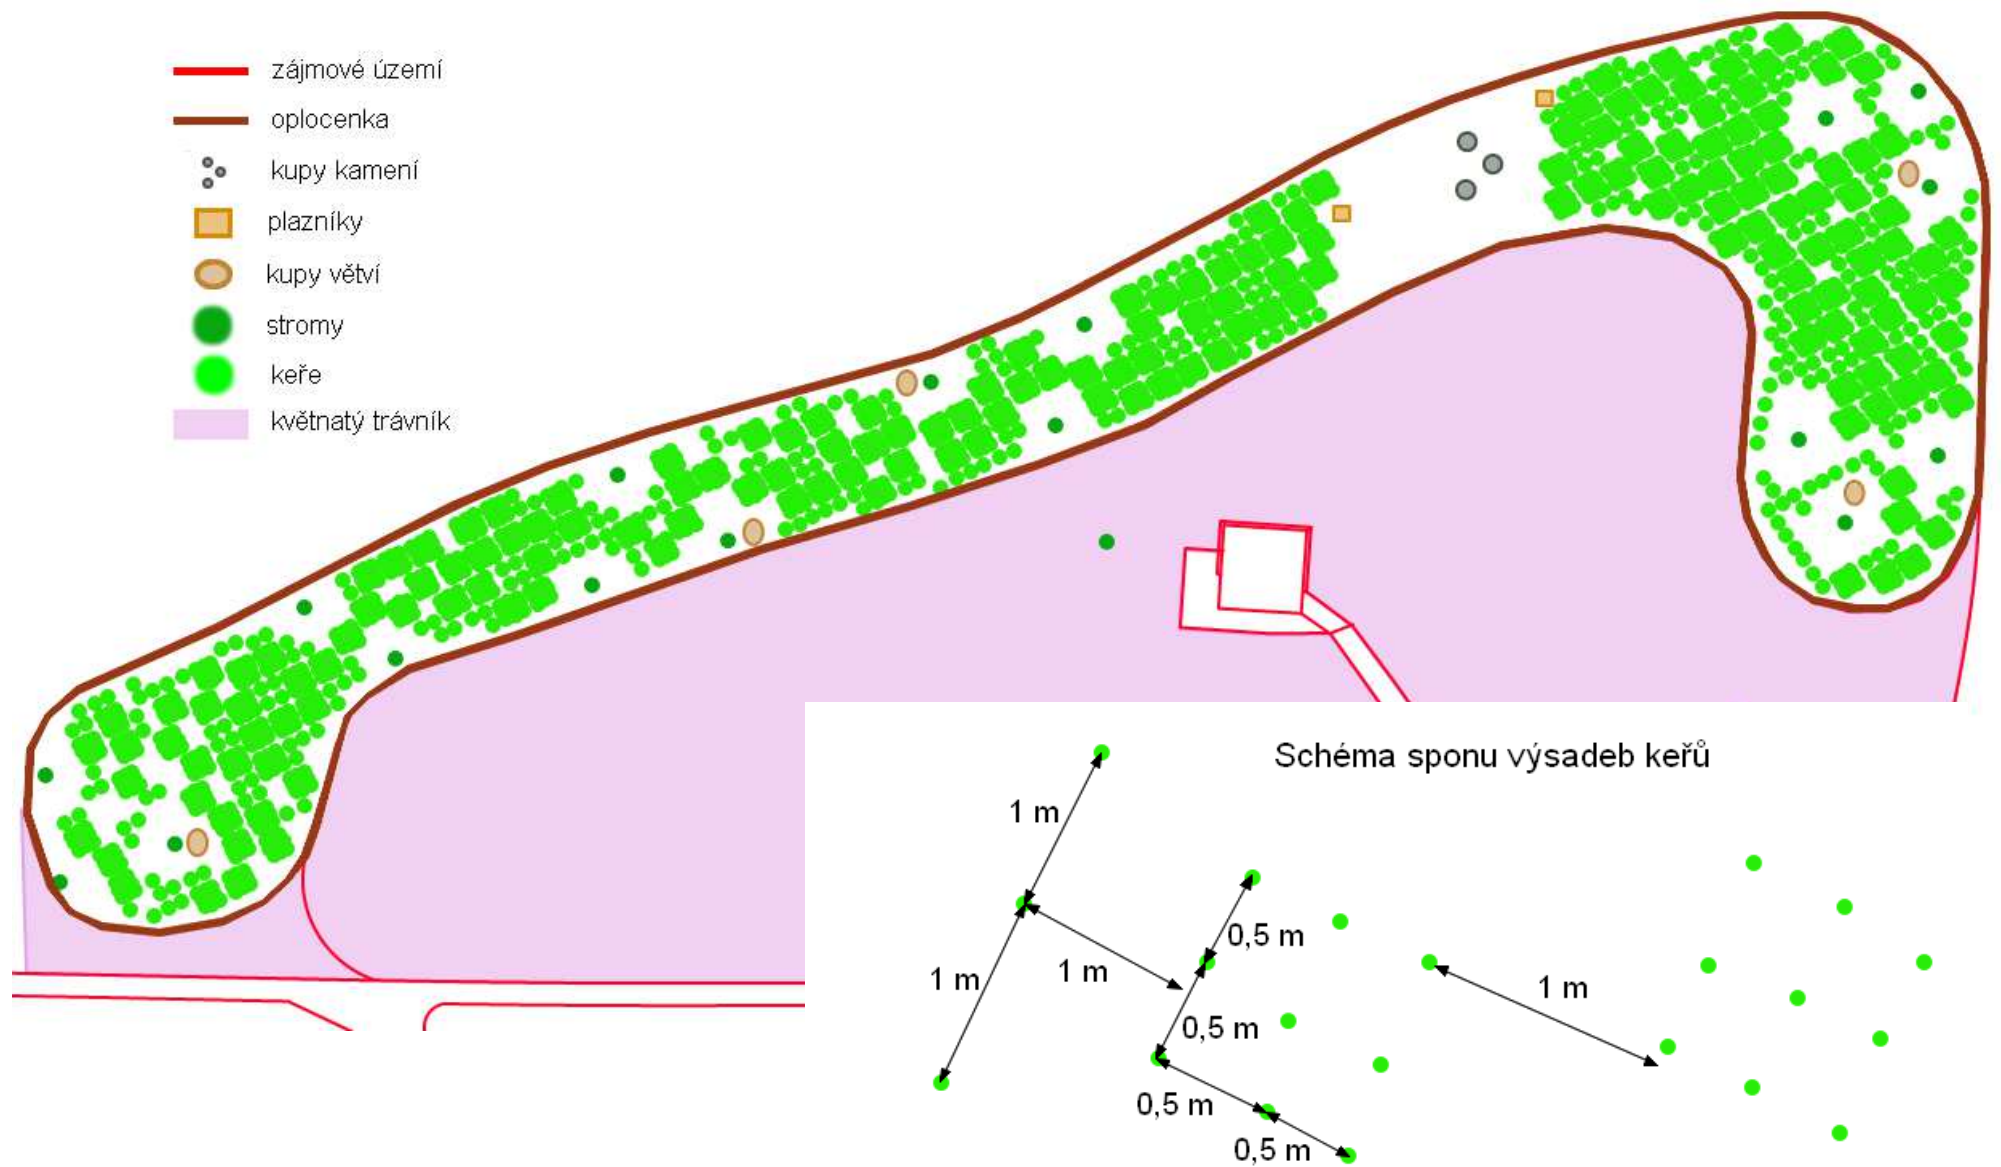 zájmové území
oplocenka
kupy kamení
plazníky
kupy větví
stromy
keře
květnatý trávník
Schéma sponu výsadeb keřů
1 m
0,5 m
1 m
1 m
1 m
0,5 m
0,5 m
0,5 m